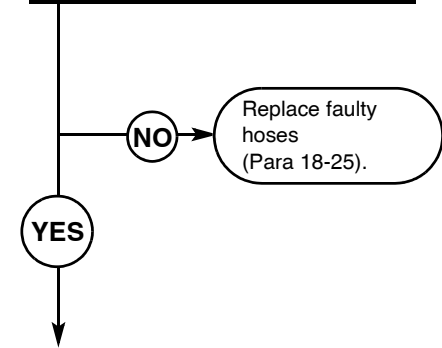 NO
Replace faulty
hoses
(Para 18-25).
YES